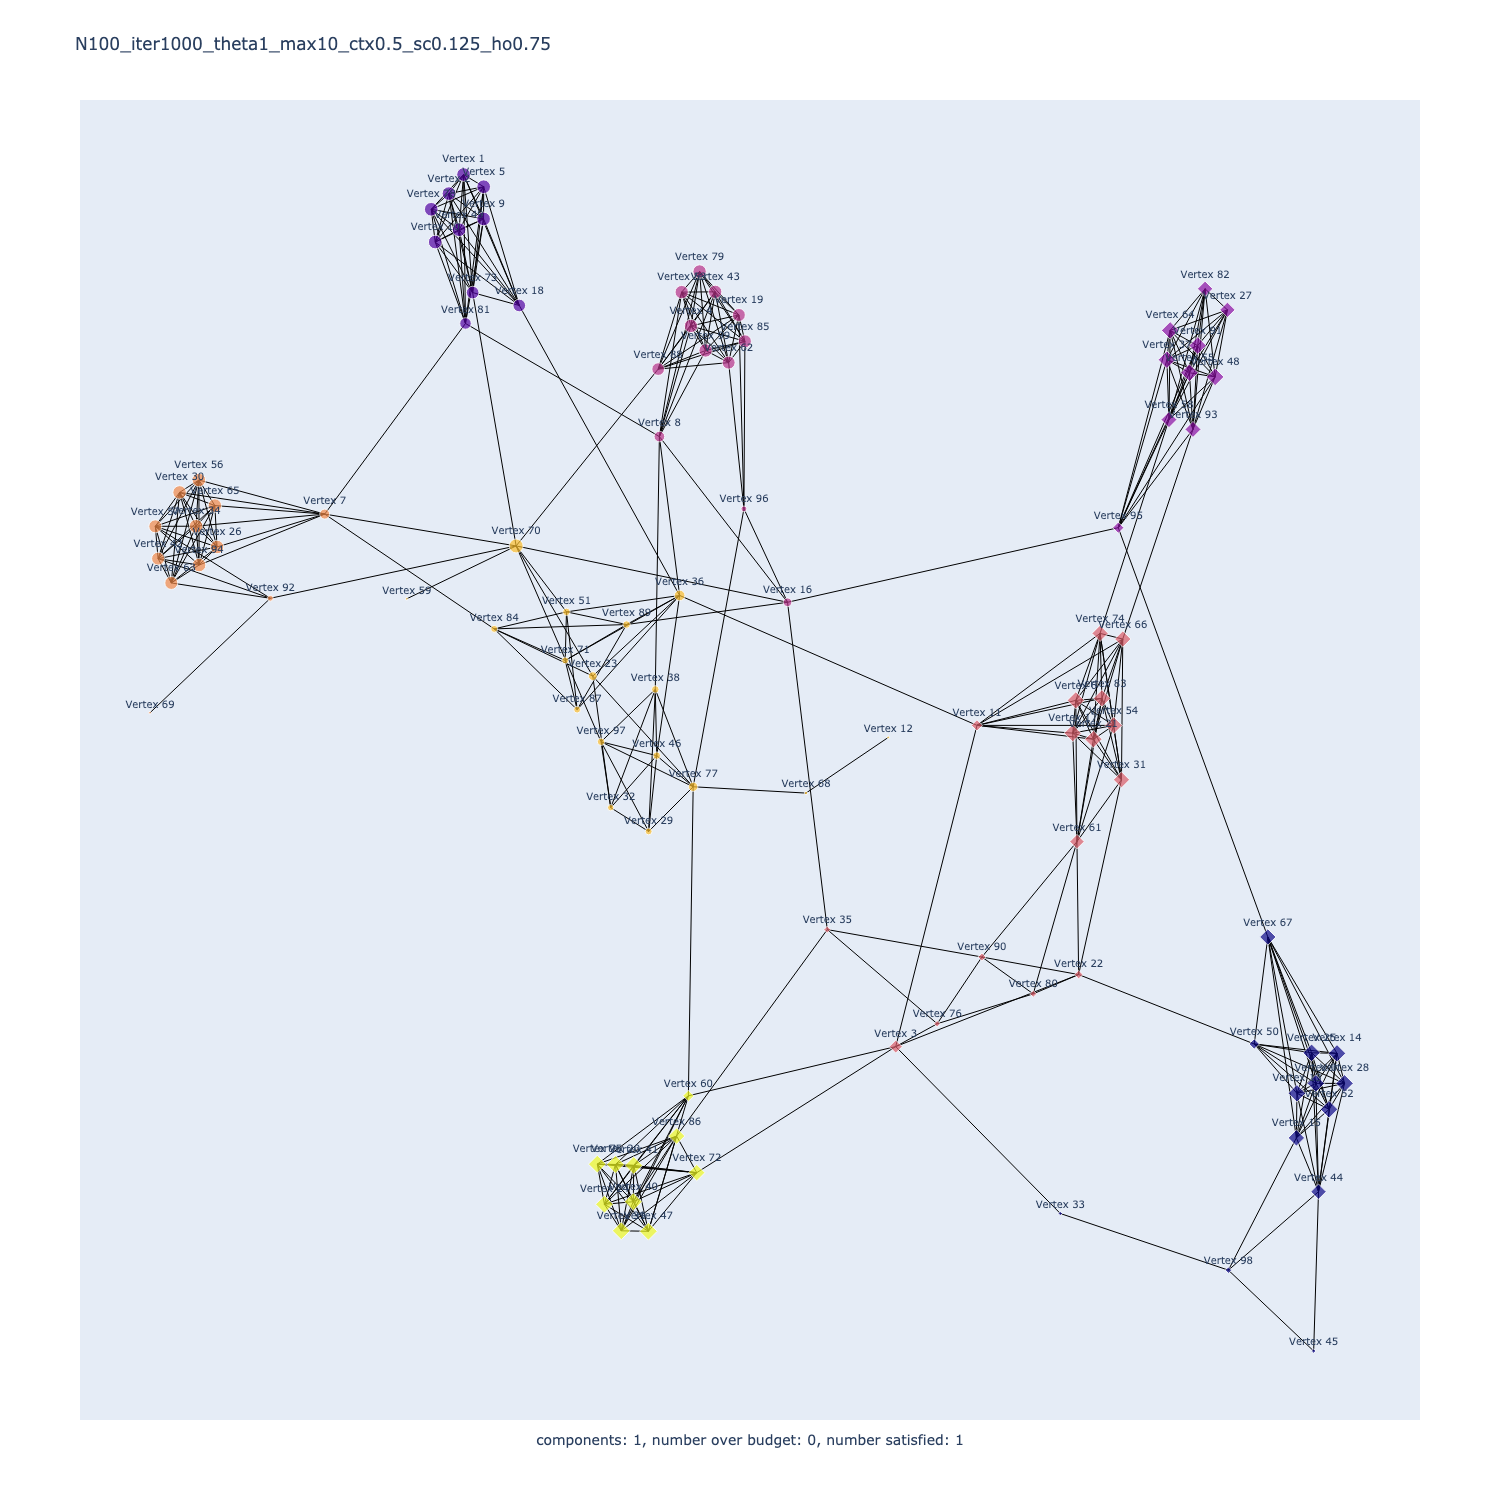 N100_iter1000_theta1_max10_ctx0.5_sc0.125_ho0.75
Vertex 1
Vertex 5
Vertex 9
Vertex 73
Vertex 18
Vertex 81
Vertex 79
Vertex 43
Vertex 19
Vertex 85
Vertex 62
Vertex 8
Vertex 82
Vertex 27
Vertex 64
Vertex 48
Vertex 93
Vertex 95
Vertex 56
Vertex 30
Vertex 65
Vertex 26
Vertex 94
Vertex 7
Vertex 92
Vertex 96
Vertex 70
Vertex 59
Vertex 36
Vertex 16
Vertex 51
Vertex 89
Vertex 84
Vertex 71
Vertex 23
Vertex 38
Vertex 87
Vertex 69
Vertex 97
Vertex 46
Vertex 12
Vertex 11
Vertex 74
Vertex 66
Vertex 83
Vertex 54
Vertex 31
Vertex 77
Vertex 68
Vertex 32
Vertex 29
Vertex 61
Vertex 35
Vertex 67
Vertex 90
Vertex 22
Vertex 80
Vertex 76
Vertex 3
Vertex 50
Vertex 14
Vertex 28
Vertex 52
Vertex 60
Vertex 86
Vertex 72
Vertex 47
Vertex 44
Vertex 33
Vertex 98
Vertex 45
components: 1, number over budget: 0, number satisfied: 1